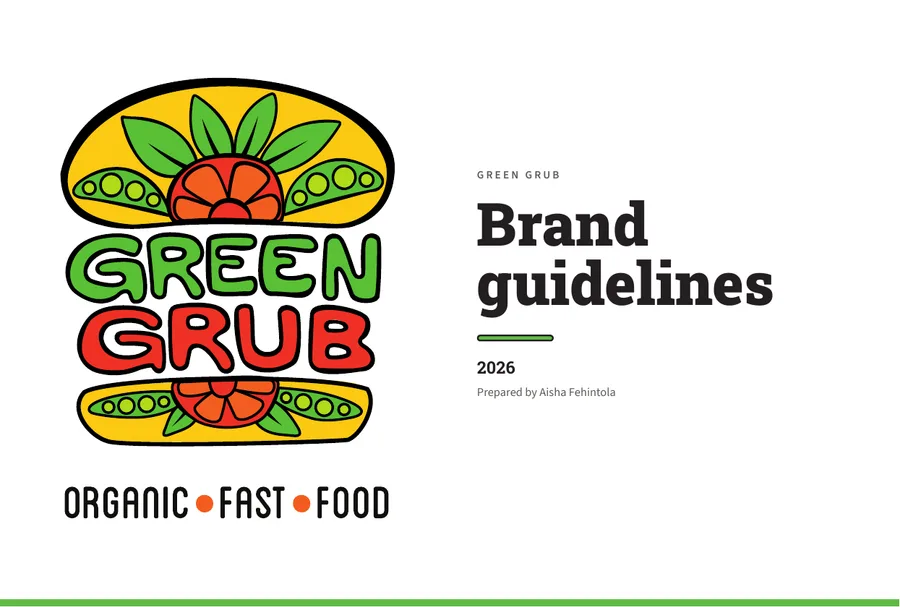 GREEN
GRUB
ORGANIC • FAST • FOOD
GREEN GRUB
Brand
guidelines
2026
Prepared by Aisha Fehintola